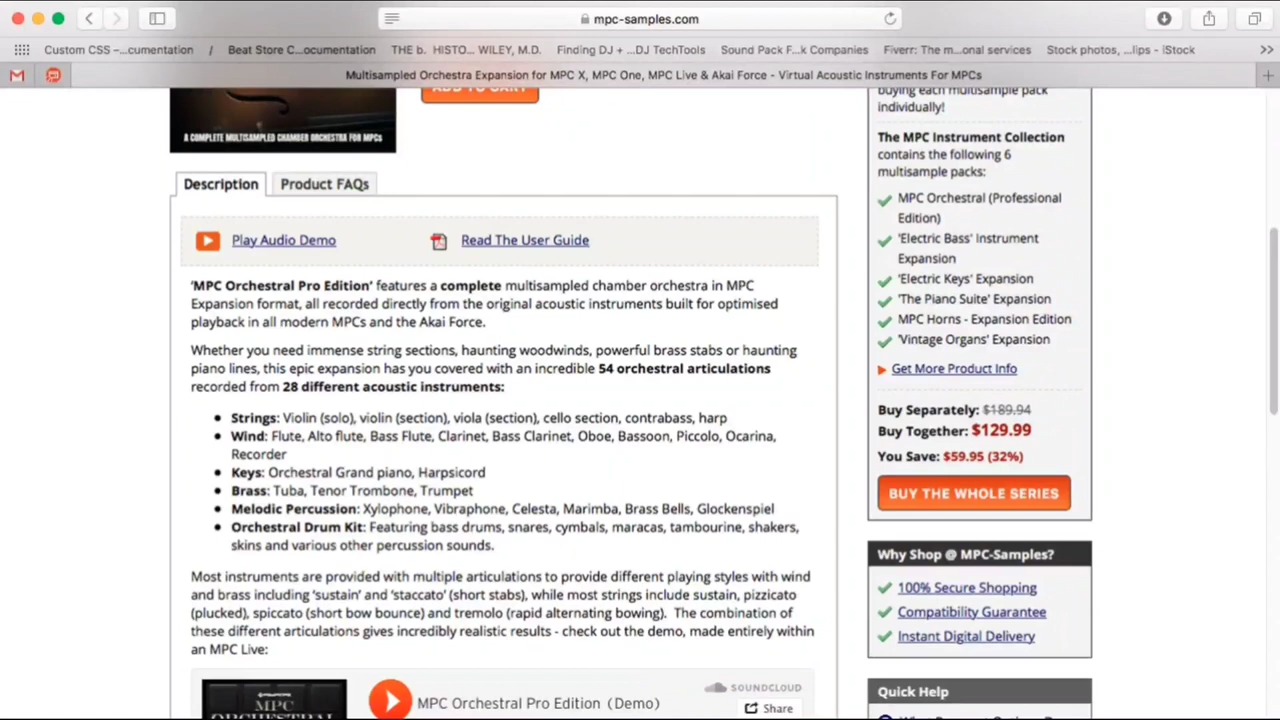 mpc-samples.com
Custom CSS –...cumentation / Beat Store C...ocumentation THE b. HISTO... WILEY, M.D. Finding DJ + ...DJ TechTools Sound Pack F...k Companies Fiverr: The m...onal services Stock photos, ...lips - iStock
Multisampled Orchestra Expansion for MPC X, MPC One, MPC Live & Akai Force - Virtual Acoustic Instruments For MPCs
A COMPLETE MULTISAMPLED CHAMBER ORCHESTRA FOR MPCs
ADD TO CART
Description Product FAQs
Play Audio Demo Read The User Guide
'MPC Orchestral Pro Edition' features a complete multisampled chamber orchestra in MPC
Expansion format, all recorded directly from the original acoustic instruments built for optimised
playback in all modern MPCs and the Akai Force.
Whether you need immense string sections, haunting woodwinds, powerful brass stabs or haunting
piano lines, this epic expansion has you covered with an incredible 54 orchestral articulations
recorded from 28 different acoustic instruments:
• Strings: Violin (solo), violin (section), viola (section), cello section, contrabass, harp
• Wind: Flute, Alto flute, Bass Flute, Clarinet, Bass Clarinet, Oboe, Bassoon, Piccolo, Ocarina,
Recorder
• Keys: Orchestral Grand piano, Harpsicord
• Brass: Tuba, Tenor Trombone, Trumpet
• Melodic Percussion: Xylophone, Vibraphone, Celesta, Marimba, Brass Bells, Glockenspiel
• Orchestral Drum Kit: Featuring bass drums, snares, cymbals, maracas, tambourine, shakers,
skins and various other percussion sounds.
Most instruments are provided with multiple articulations to provide different playing styles with wind
and brass including 'sustain' and 'staccato' (short stabs), while most strings include sustain, pizzicato
(plucked), spiccato (short bow bounce) and tremolo (rapid alternating bowing). The combination of
these different articulations gives incredibly realistic results - check out the demo, made entirely within
an MPC Live:
MPC
ORCHESTRAL
MPC Orchestral Pro Edition (Demo)
SOUNDCLOUD
Share
buying each multisample pack
individually!
The MPC Instrument Collection
contains the following 6
multisample packs:
MPC Orchestral (Professional
Edition)
'Electric Bass' Instrument
Expansion
'Electric Keys' Expansion
'The Piano Suite' Expansion
MPC Horns - Expansion Edition
'Vintage Organs' Expansion
Get More Product Info
Buy Separately: $189.94
Buy Together: $129.99
You Save: $59.95 (32%)
BUY THE WHOLE SERIES
Why Shop @ MPC-Samples?
100% Secure Shopping
Compatibility Guarantee
Instant Digital Delivery
Quick Help